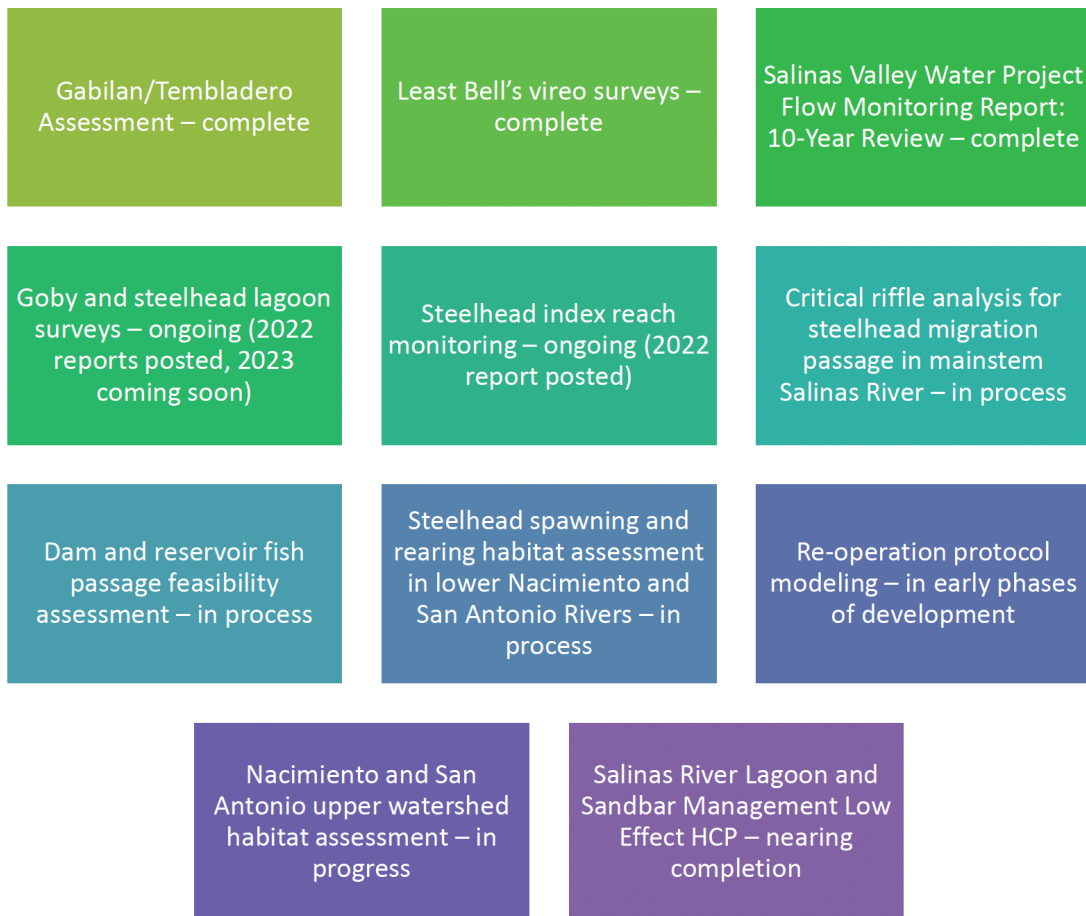 Gabilan/Tembladero
Assessment – complete
Least Bell’s vireo surveys –
complete
Salinas Valley Water Project
Flow Monitoring Report:
10-Year Review – complete
Goby and steelhead lagoon
surveys – ongoing (2022
reports posted, 2023
coming soon)
Steelhead index reach
monitoring – ongoing (2022
report posted)
Critical riffle analysis for
steelhead migration
passage in mainstem
Salinas River – in process
Dam and reservoir fish
passage feasibility
assessment – in process
Steelhead spawning and
rearing habitat assessment
in lower Nacimiento and
San Antonio Rivers – in
process
Re-operation protocol
modeling – in early phases
of development
Nacimiento and San
Antonio upper watershed
habitat assessment – in
progress
Salinas River Lagoon and
Sandbar Management Low
Effect HCP – nearing
completion